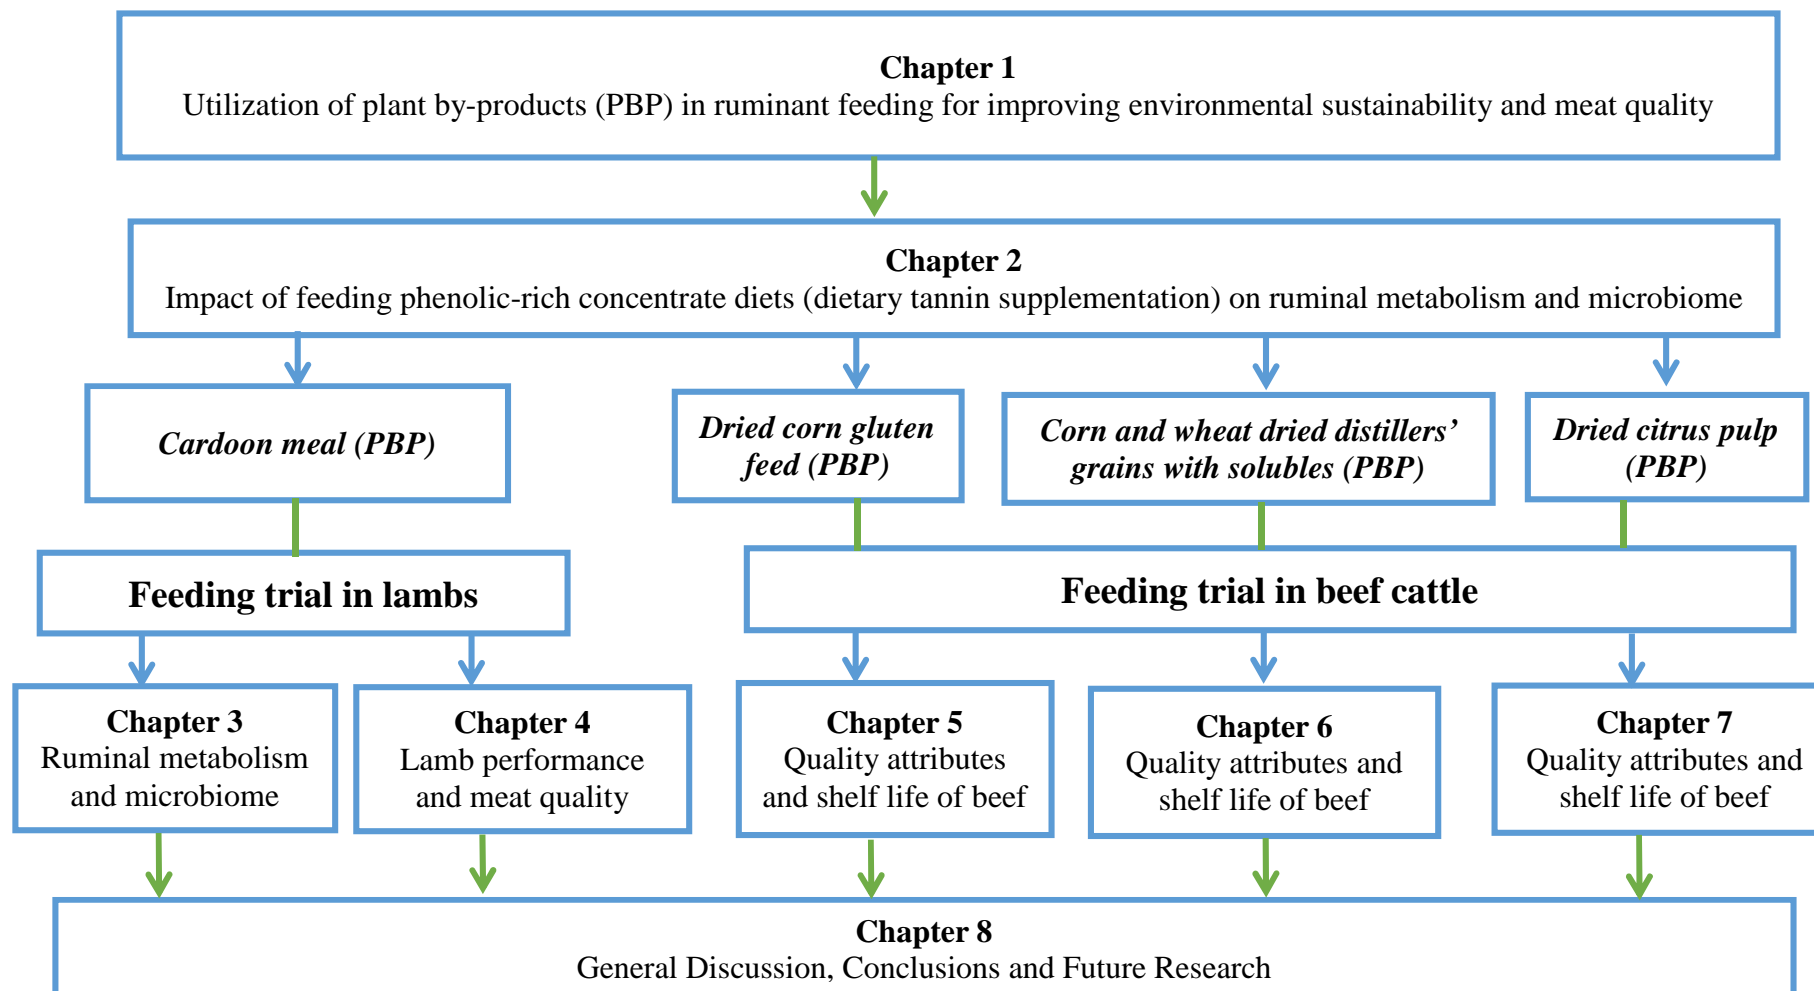 Chapter 1
Utilization of plant by-products (PBP) in ruminant feeding for improving environmental sustainability and meat quality
Chapter 2
Impact of feeding phenolic-rich concentrate diets (dietary tannin supplementation) on ruminal metabolism and microbiome
Cardoon meal (PBP)
Dried corn gluten
feed (PBP)
Corn and wheat dried distillers’
grains with solubles (PBP)
Dried citrus pulp
(PBP)
Feeding trial in lambs
Feeding trial in beef cattle
Chapter 3
Ruminal metabolism
and microbiome
Chapter 4
Lamb performance
and meat quality
Chapter 5
Quality attributes
and shelf life of beef
Chapter 6
Quality attributes and
shelf life of beef
Chapter 7
Quality attributes and
shelf life of beef
Chapter 8
General Discussion, Conclusions and Future Research